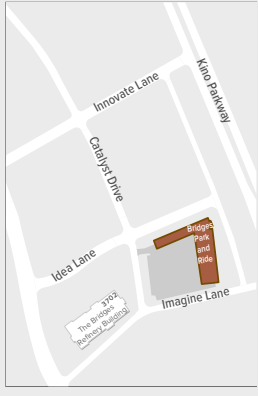 Innovate Lane
Kino Parkway
Catalyst Drive
Bridges
Park
and
Ride
Idea Lane
Imagine Lane
3702
The Bridges
Refinery Building